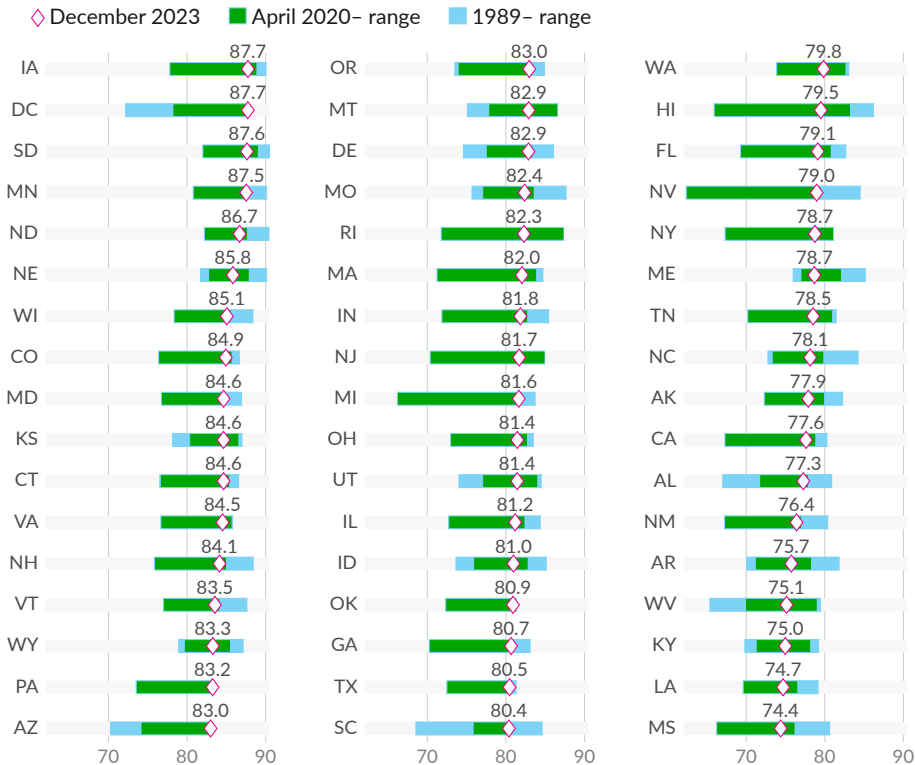 December 2023 April 2020– range 1989– range
IA 87.7
DC 87.7
SD 87.6
MN 87.5
ND 86.7
NE 85.8
WI 85.1
CO 84.9
MD 84.6
KS 84.6
CT 84.6
VA 84.5
NH 84.1
VT 83.5
WY 83.3
PA 83.2
AZ 83.0
70 80 90
OR 83.0
MT 82.9
DE 82.9
MO 82.4
RI 82.3
MA 82.0
IN 81.8
NJ 81.7
MI 81.6
OH 81.4
UT 81.4
IL 81.2
ID 81.0
OK 80.9
GA 80.7
TX 80.5
SC 80.4
70 80 90
WA 79.8
HI 79.5
FL 79.1
NV 79.0
NY 78.7
ME 78.7
TN 78.5
NC 78.1
AK 77.9
CA 77.6
AL 77.3
NM 76.4
AR 75.7
WV 75.1
KY 75.0
LA 74.7
MS 74.4
70 80 90